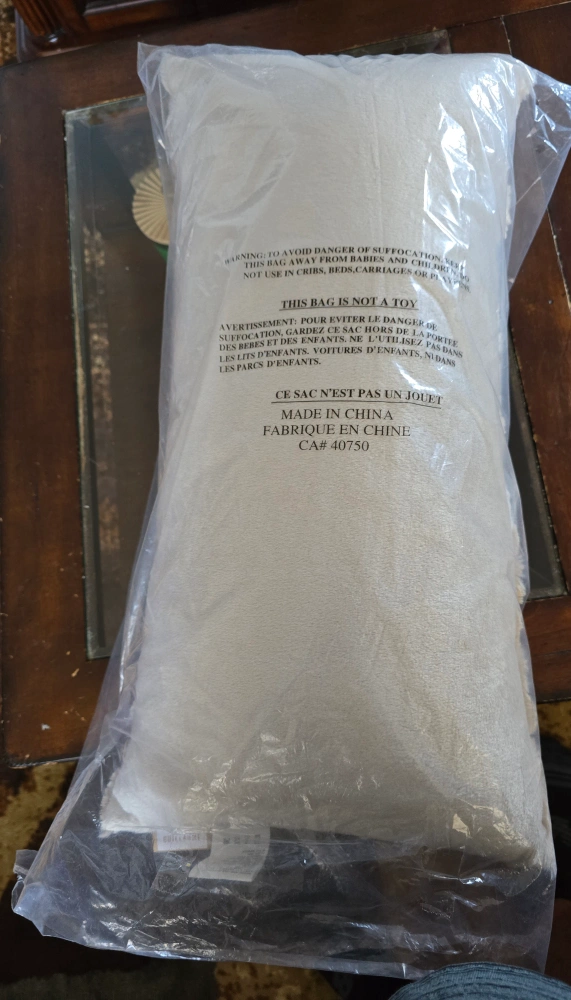 WARNING: TO AVOID DANGER OF SUFFOCATION, KEEP
THIS BAG AWAY FROM BABIES AND CHILDREN. DO
NOT USE IN CRIBS, BEDS,CARRIAGES OR
THIS BAG IS NOT A TOY
AVERTISSEMENT: POUR EVITER LE DANGER DE
SUFFOCATION, GARDEZ CE SAC HORS DE LA PORTEE
DES BEBES ET DES ENFANTS. NE L'UTILISEZ PAS DANS
LES LITS D'ENFANTS. VOITURES D'ENFANTS, NI DANS
LES PARCS D'ENFANTS.
CE SAC N'EST PAS UN JOUET
MADE IN CHINA
FABRIQUE EN CHINE
CA# 40750